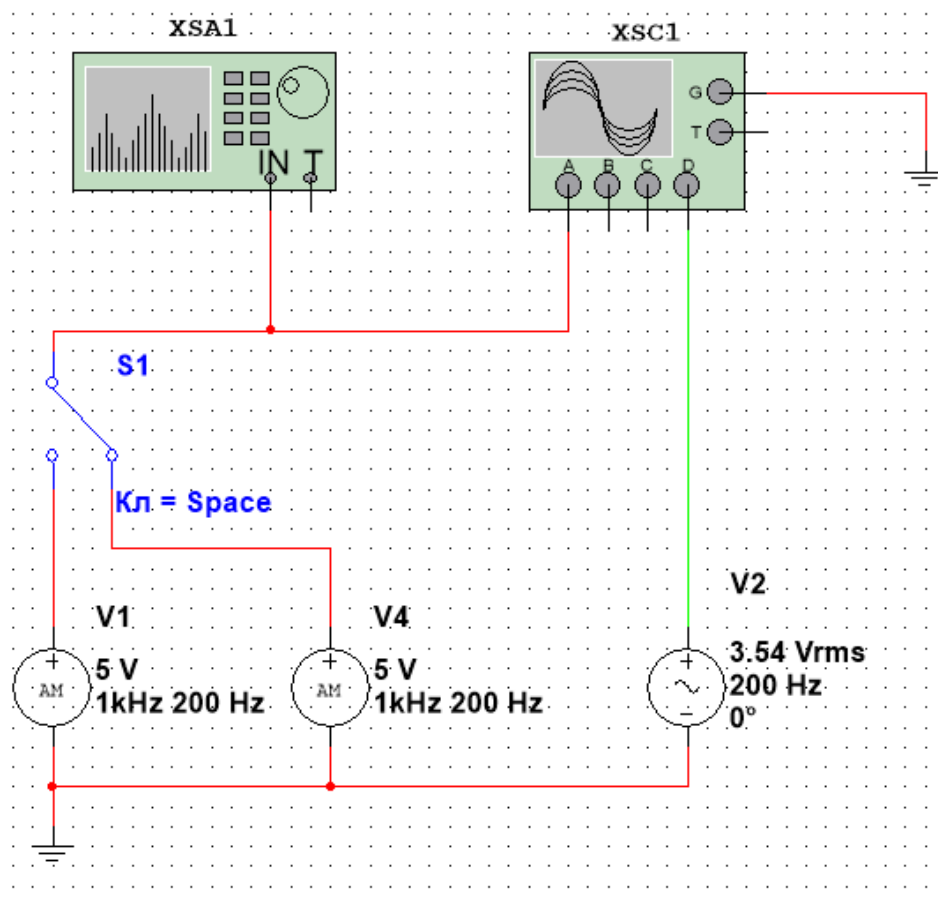 XSA1
XSC1
IN T
G
T
A B C D
S1
Кл = Space
V1
5 V
1kHz 200 Hz
V4
5 V
1kHz 200 Hz
V2
3.54 Vrms
200 Hz
0°
AM
AM